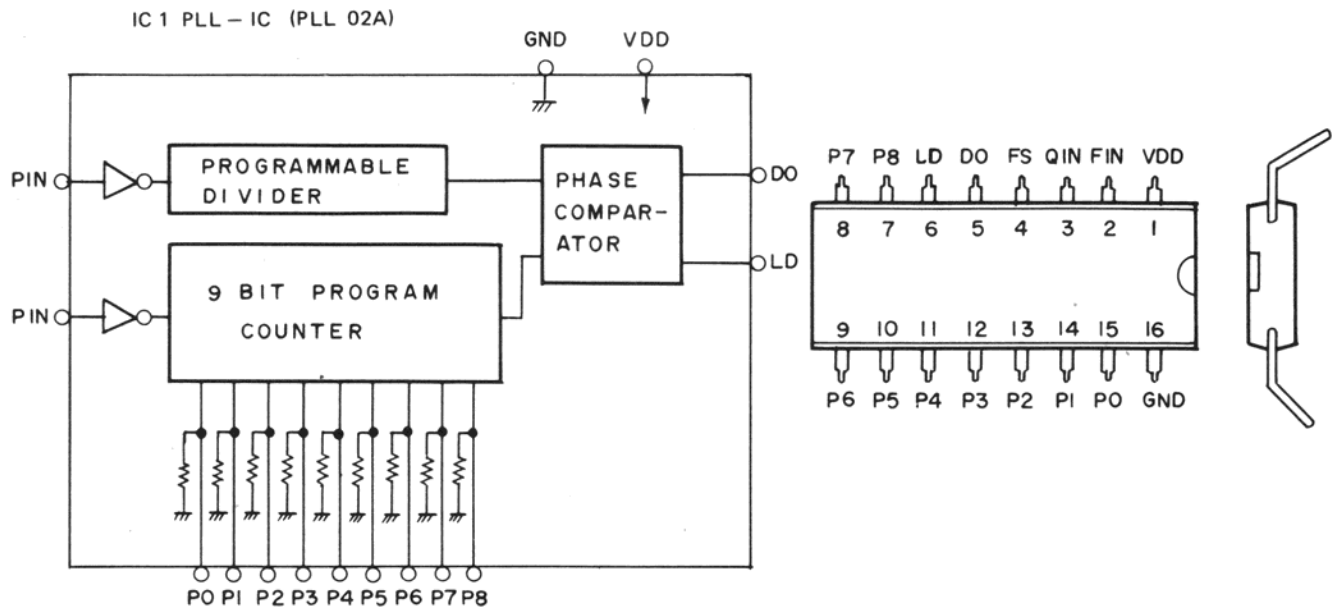 IC 1 PLL – IC (PLL 02A)
GND VDD
PIN
PROGRAMMABLE
DIVIDER
PHASE
COMPAR-
ATOR
DO
LD
PIN
9 BIT PROGRAM
COUNTER
P0 P1 P2 P3 P4 P5 P6 P7 P8
P7 P8 LD DO FS QIN FIN VDD
8 7 6 5 4 3 2 1
9 10 11 12 13 14 15 16
P6 P5 P4 P3 P2 P1 P0 GND